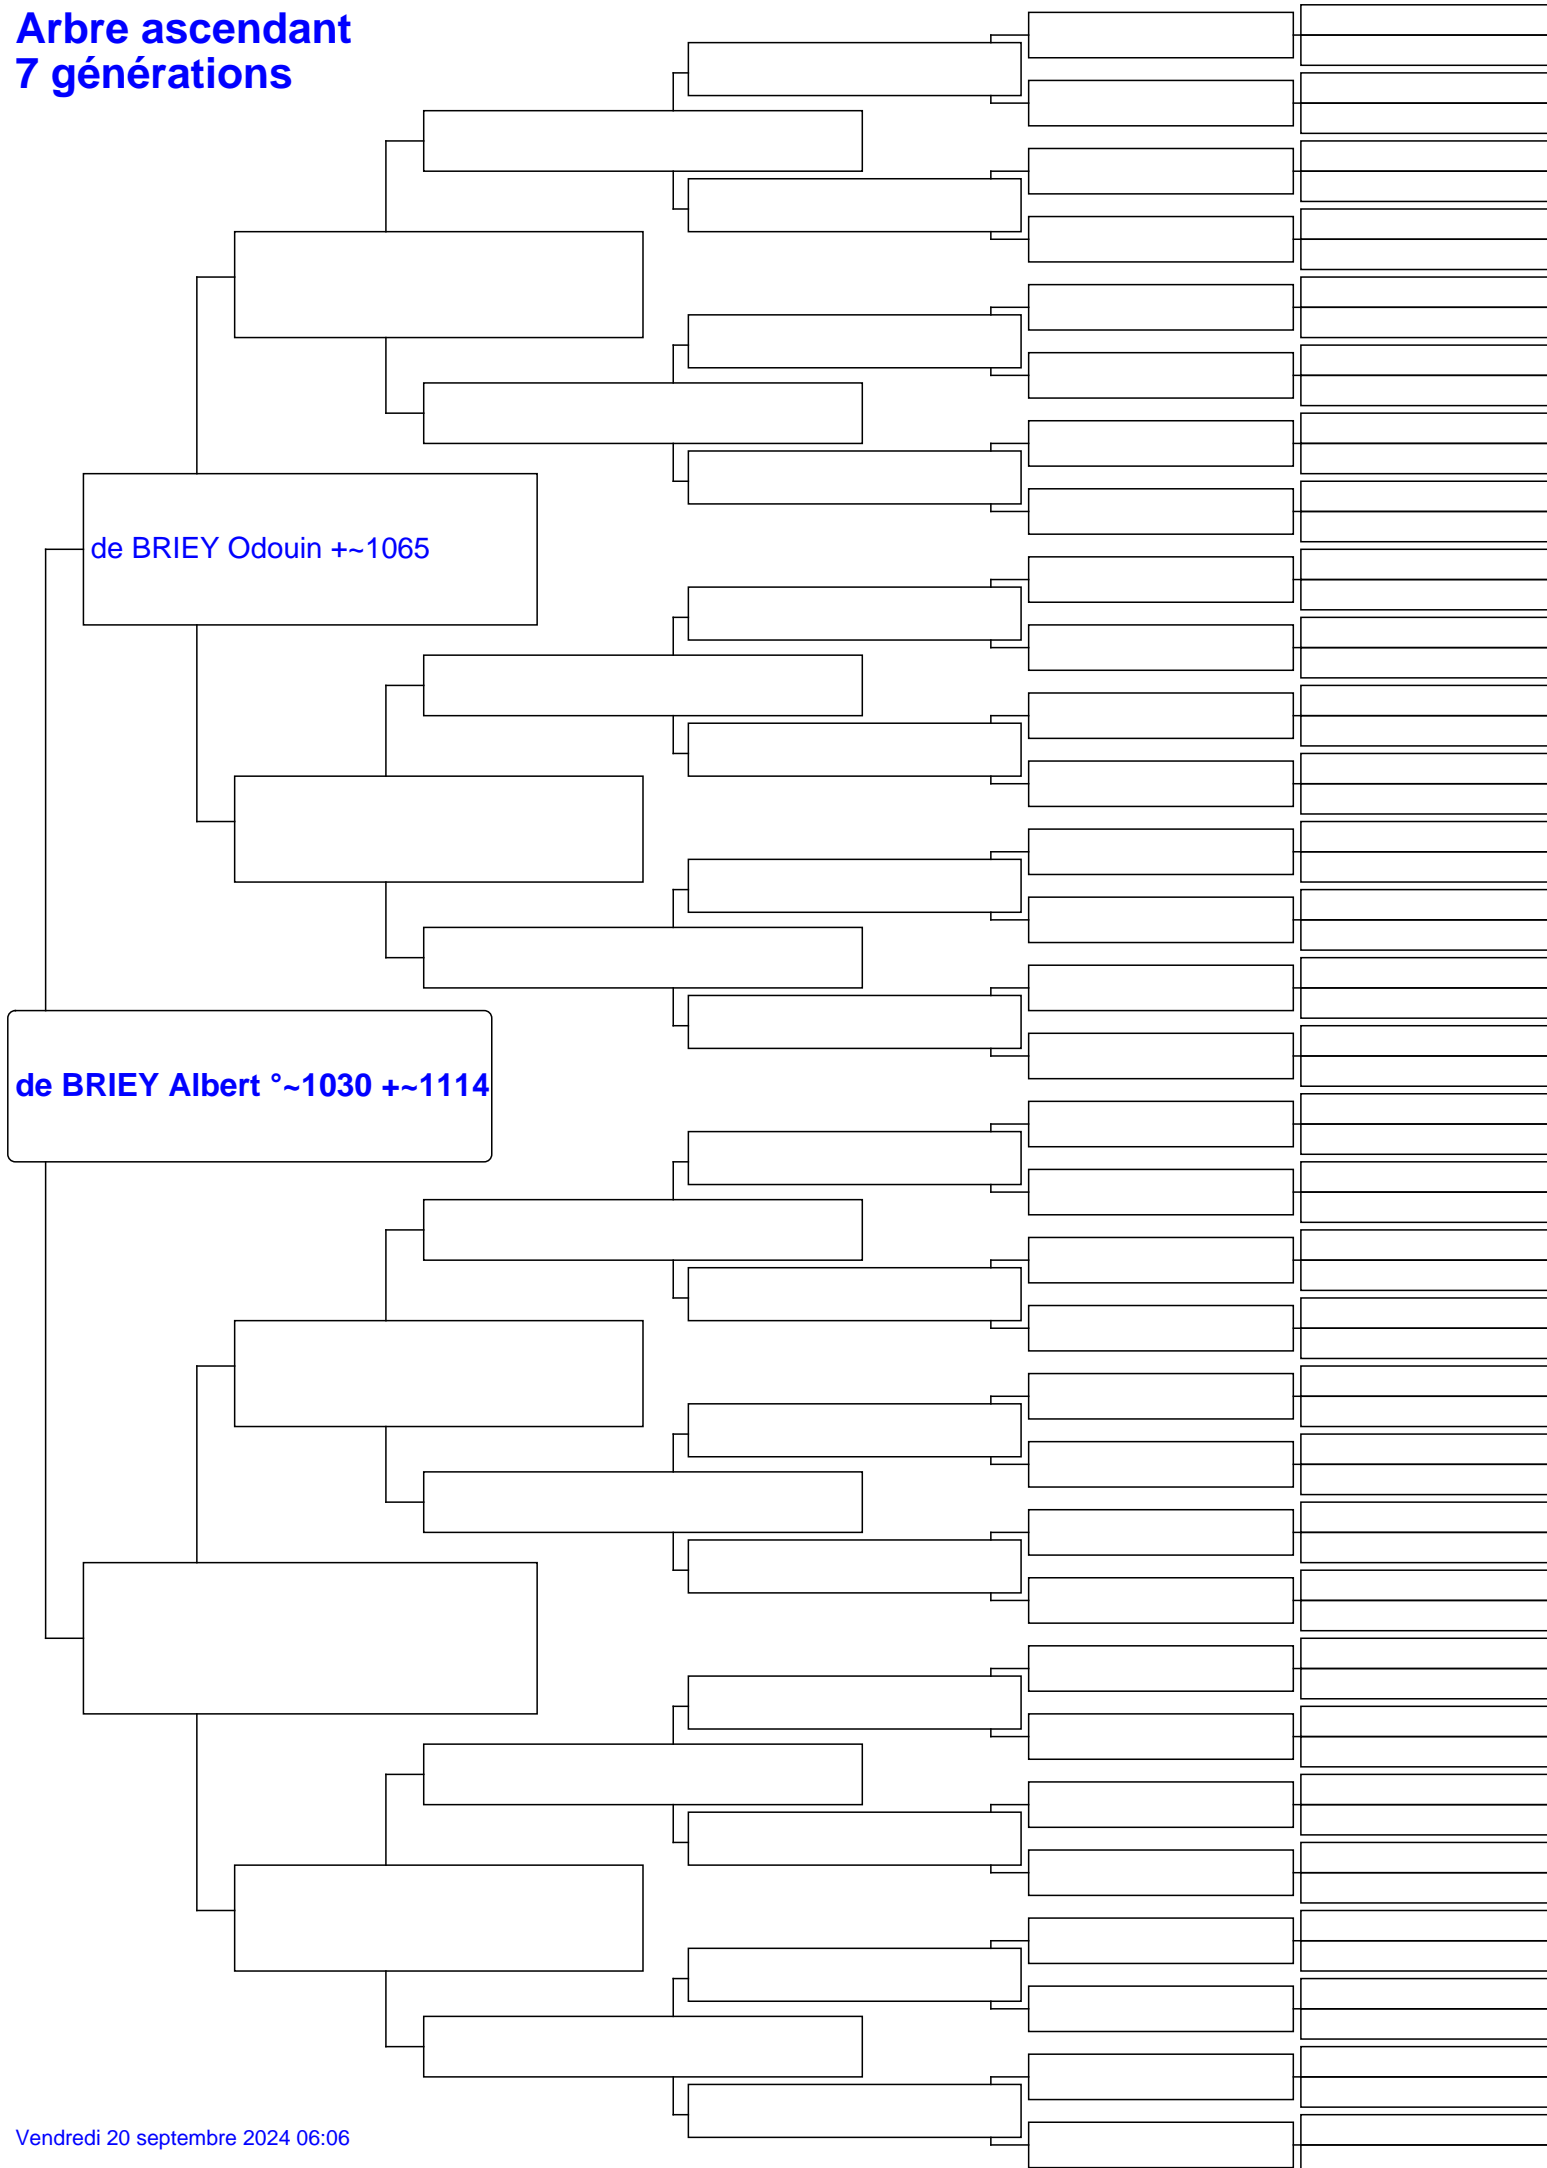 Arbre ascendant
7 générations
de BRIEY Odouin +~1065
de BRIEY Albert °~1030 +~1114
Vendredi 20 septembre 2024 06:06